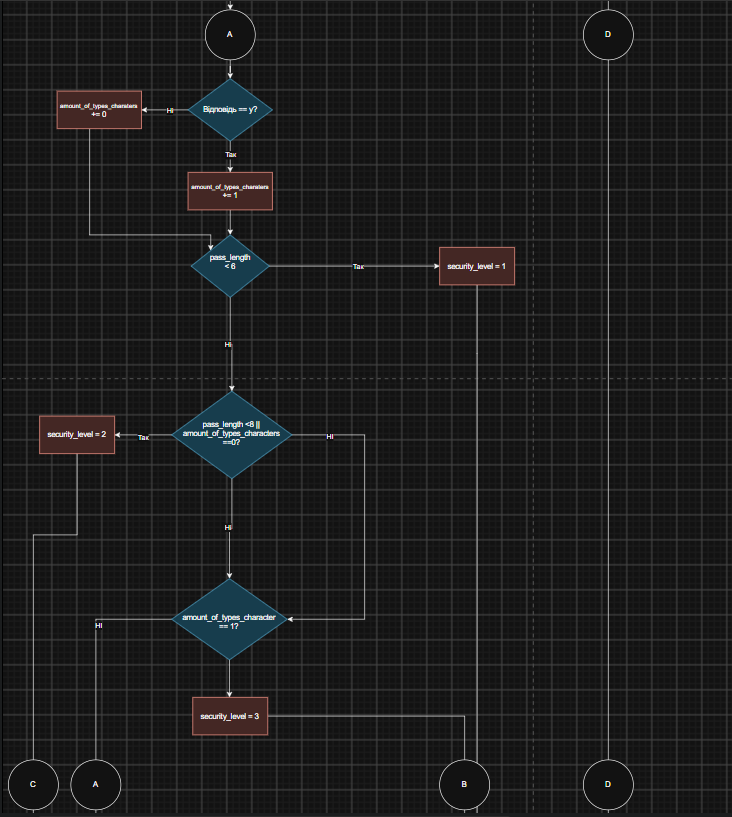 A
D
Відповідь == y?
Ні
amount_of_types_charaters
+= 0
Так
amount_of_types_charaters
+= 1
pass_length
< 6
Так
security_level = 1
Ні
pass_length <8 ||
amount_of_types_characters
==0?
Так
security_level = 2
Ні
Ні
amount_of_types_character
== 1?
Ні
security_level = 3
C
A
B
D